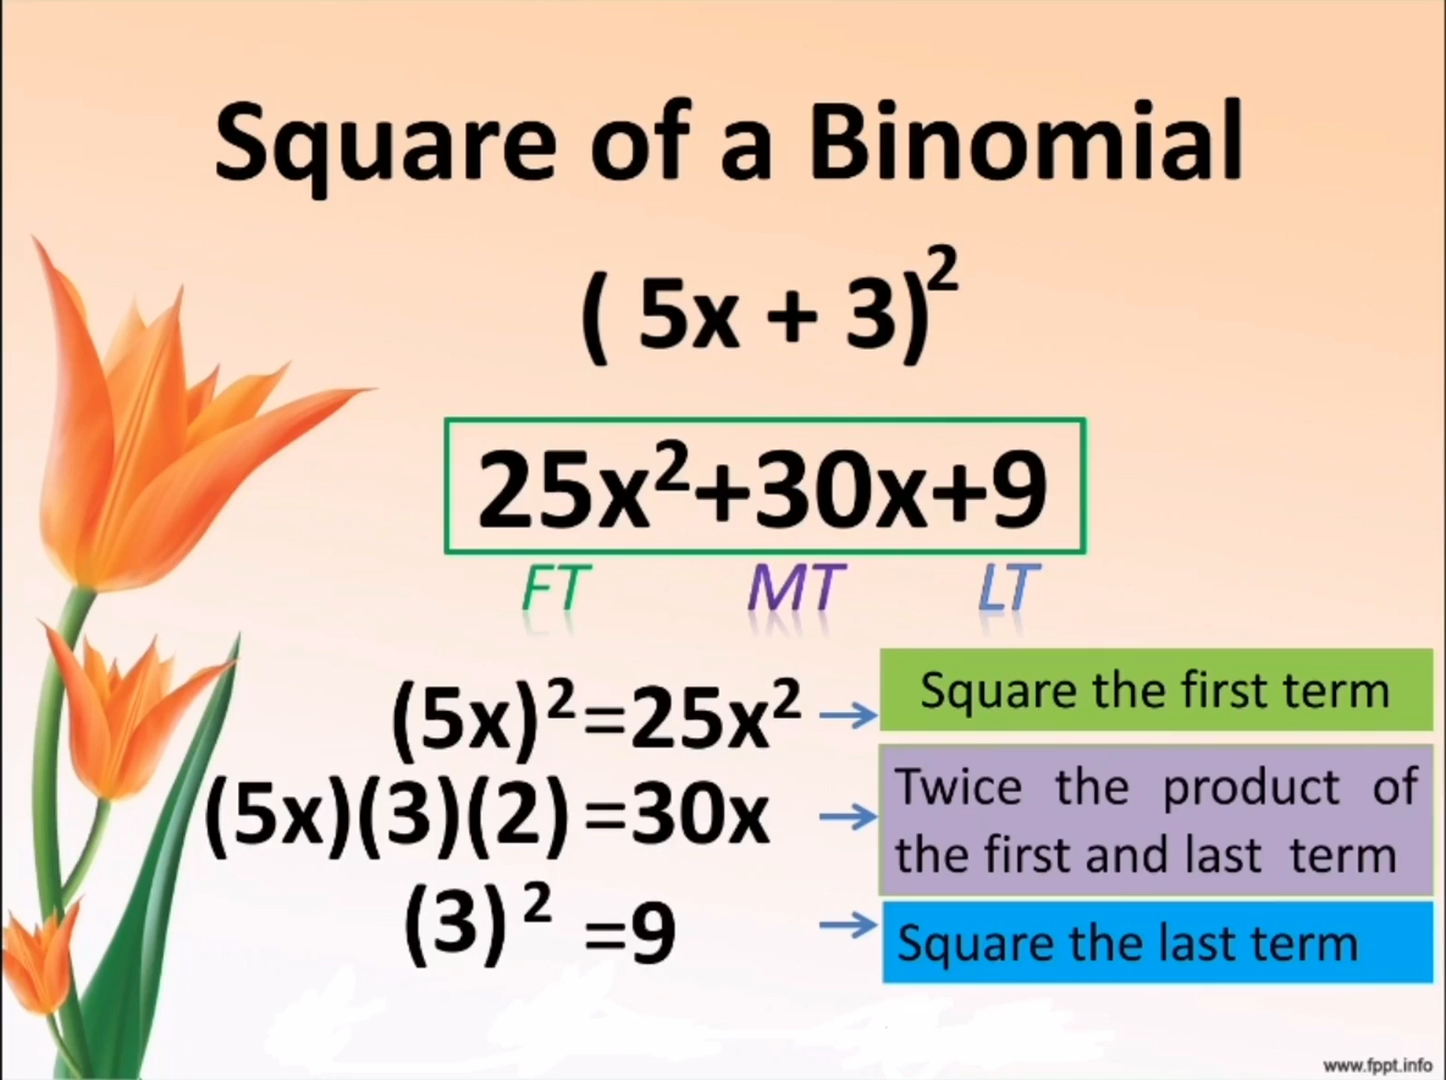 Square of a Binomial
( 5x + 3)²
25x²+30x+9
FT MT LT
(5x)²=25x² → Square the first term
(5x)(3)(2) =30x → Twice the product of
the first and last term
(3)² =9 → Square the last term
www.fppt.info